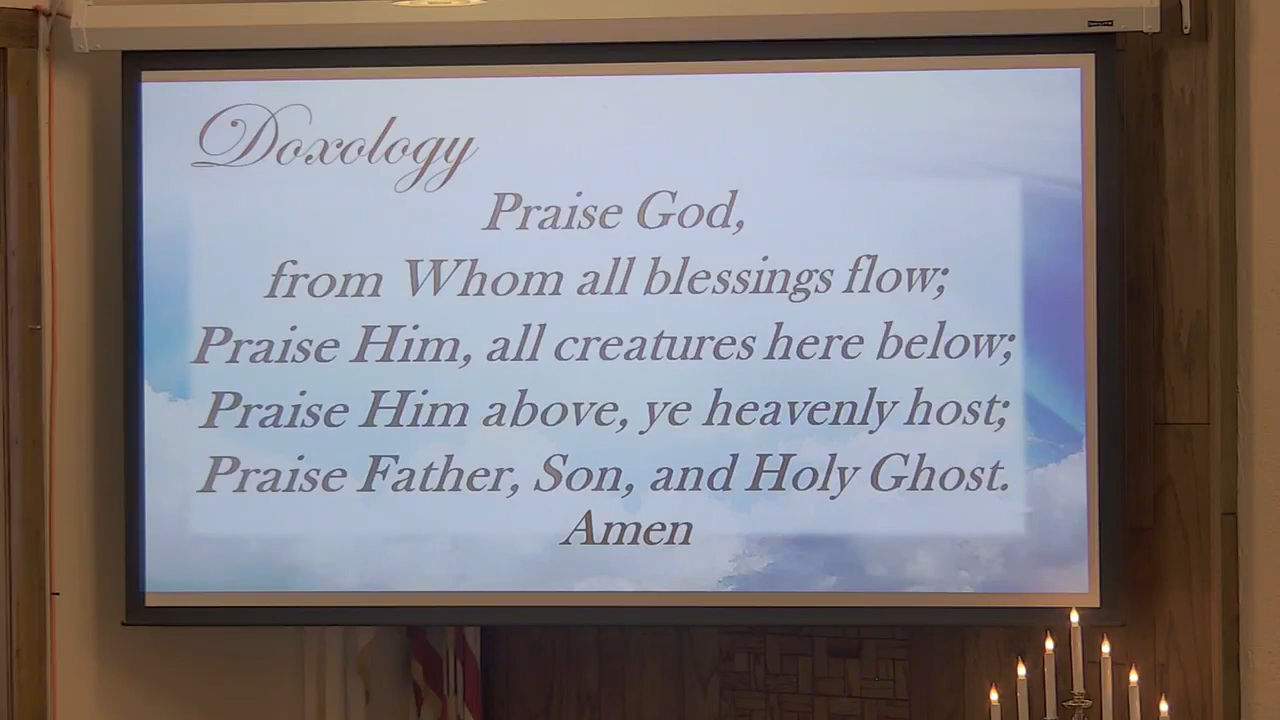 Doxology
Praise God,
from Whom all blessings flow;
Praise Him, all creatures here below;
Praise Him above, ye heavenly host;
Praise Father, Son, and Holy Ghost.
Amen